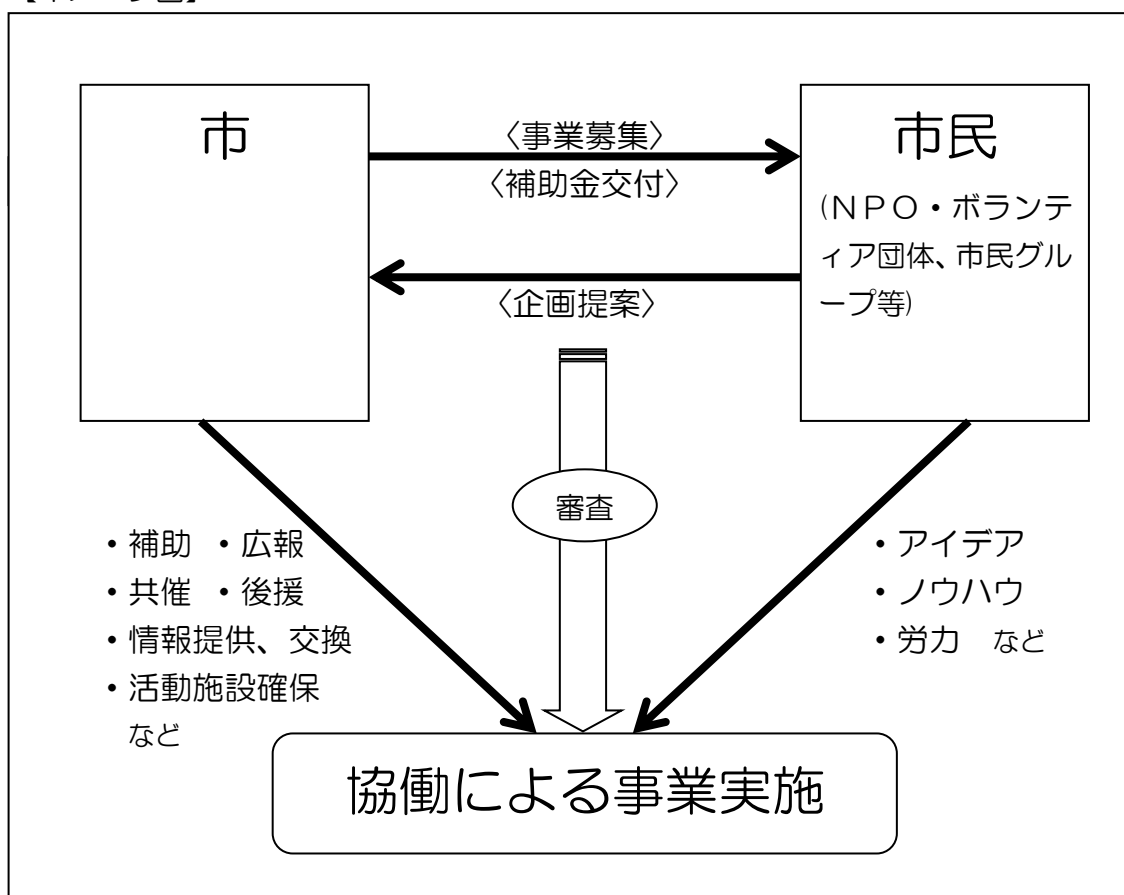 市
〈事業募集〉
〈補助金交付〉
〈企画提案〉
市民
(ＮＰＯ・ボランテ
ィア団体、市民グル
ープ等)
審査
・補助 ・広報
・共催 ・後援
・情報提供、交換
・活動施設確保
など
・アイデア
・ノウハウ
・労力 など
協働による事業実施